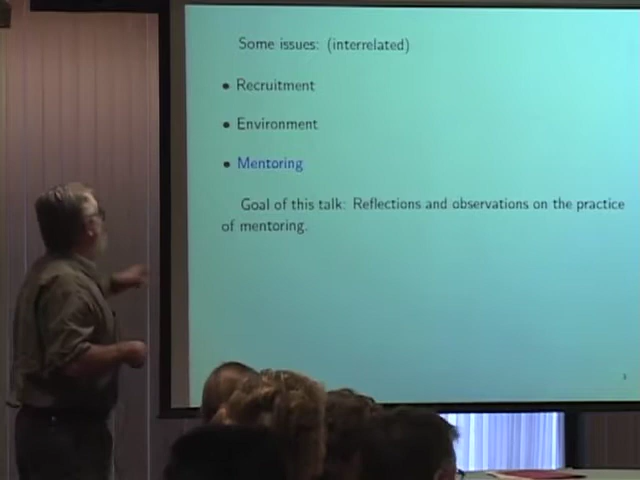 Some issues: (interrelated)
• Recruitment
• Environment
• Mentoring
Goal of this talk: Reflections and observations on the practice
of mentoring.